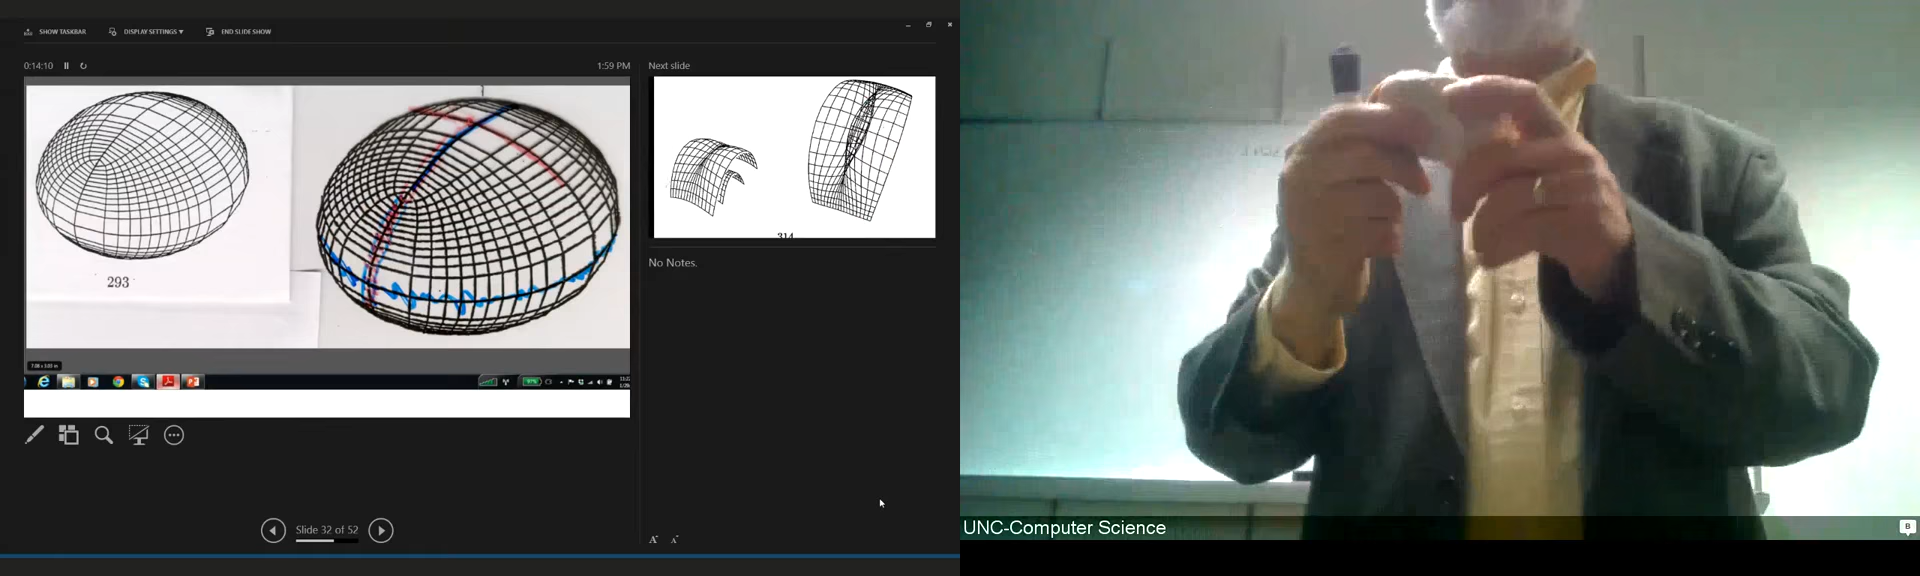 SHOW TASKBAR
DISPLAY SETTINGS ▾
END SLIDE SHOW
0:14:10
1:59 PM
Next slide
293
314
No Notes.
Slide 32 of 52
A
A
UNC-Computer Science
B